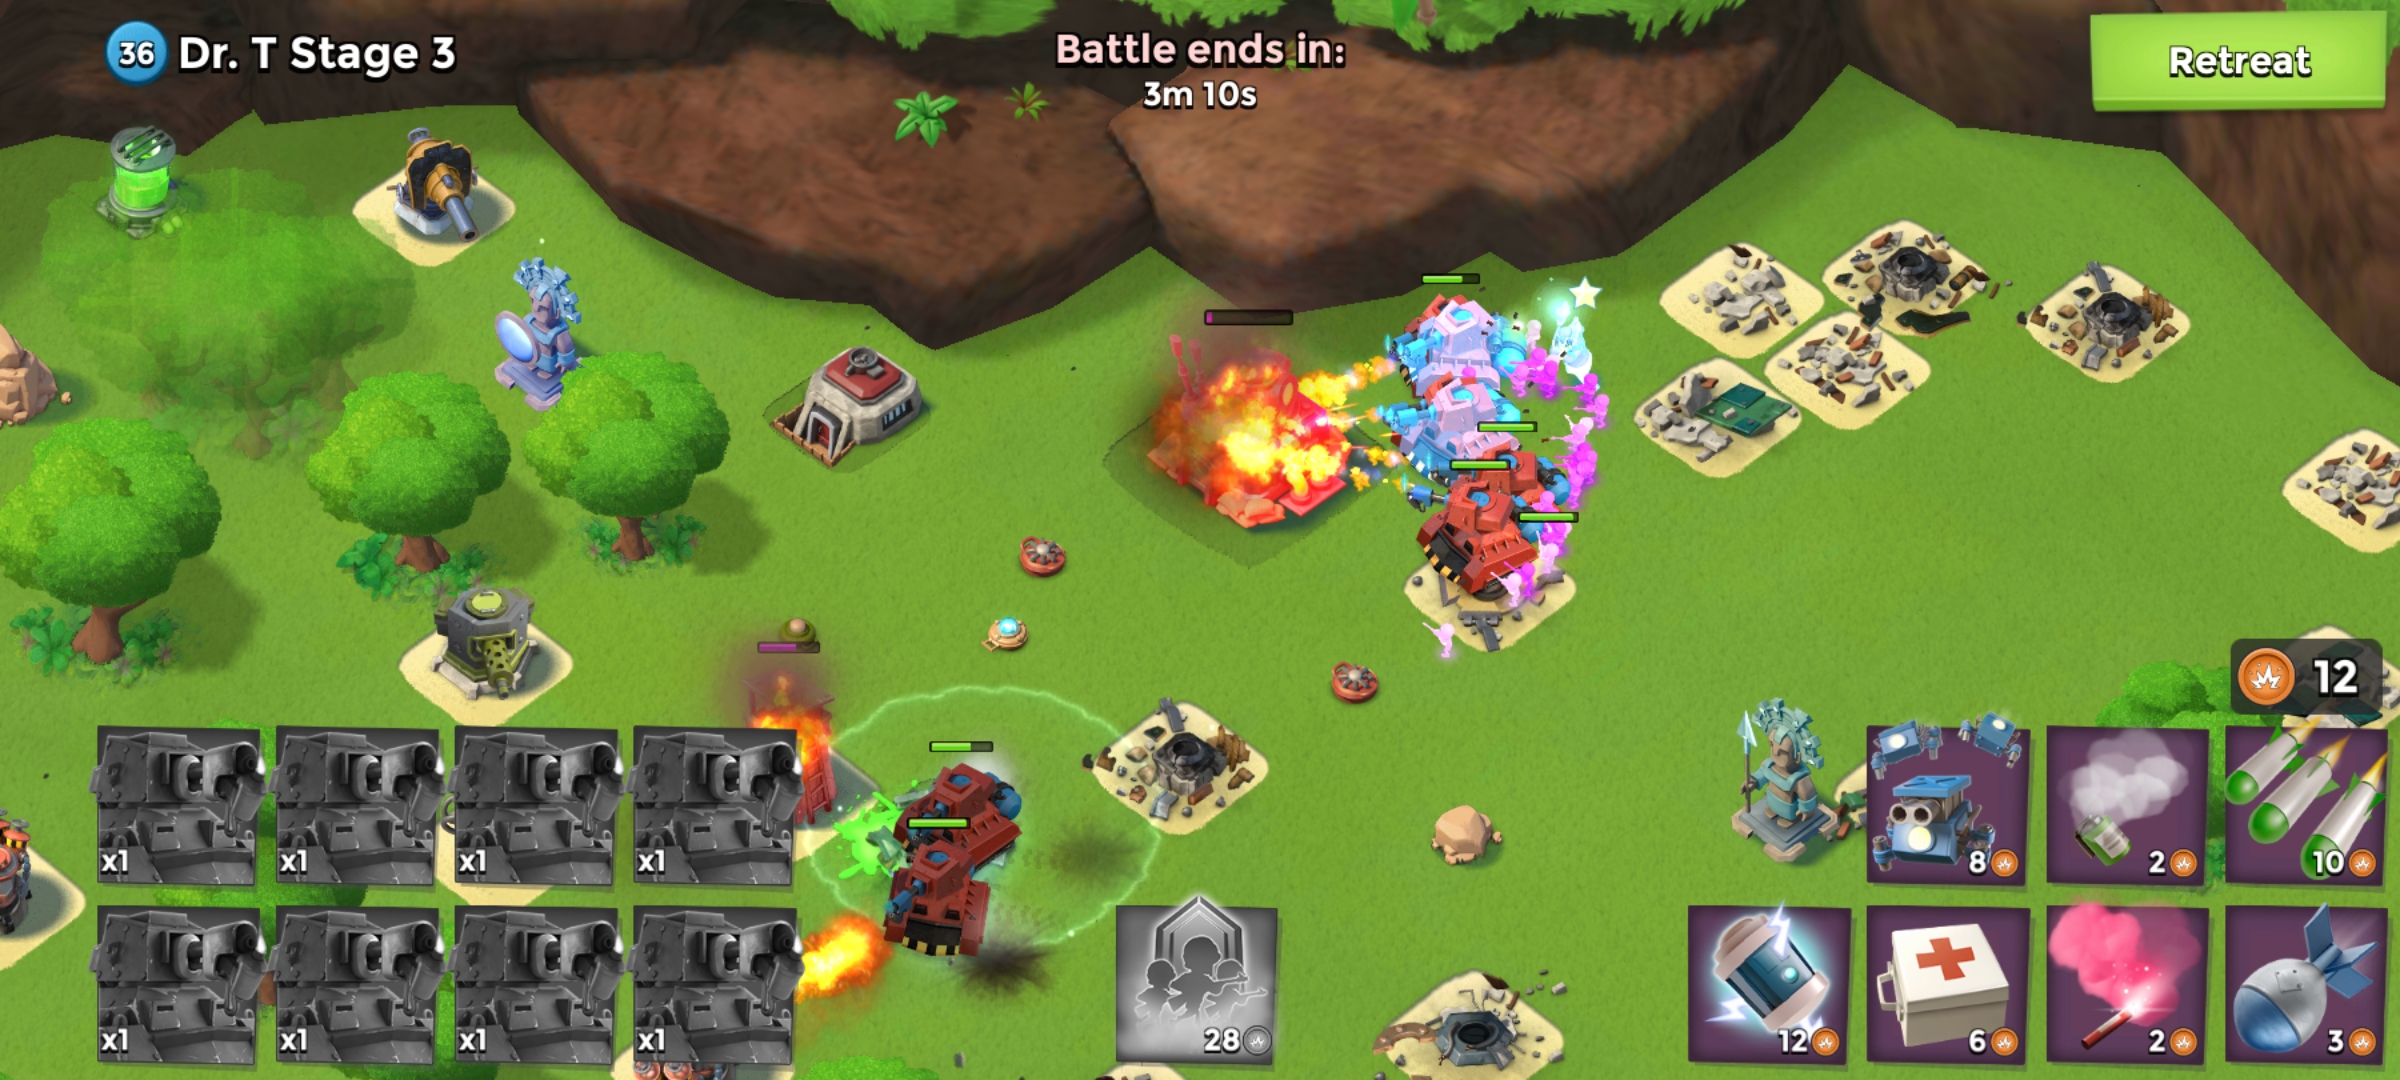 36 Dr. T Stage 3
Battle ends in:
3m 10s
Retreat
12
8 2 10
x1 x1 x1 x1
12 6 2 3
x1 x1 x1 x1
28